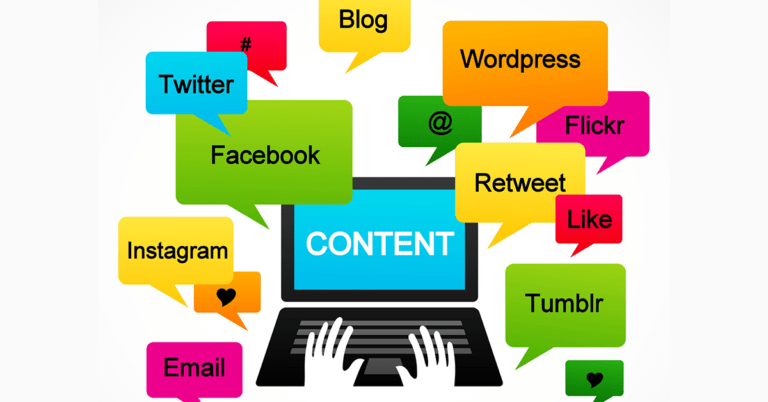 Blog
#
Wordpress
Twitter
@
Flickr
Facebook
Retweet
Like
CONTENT
Instagram
Tumblr
Email